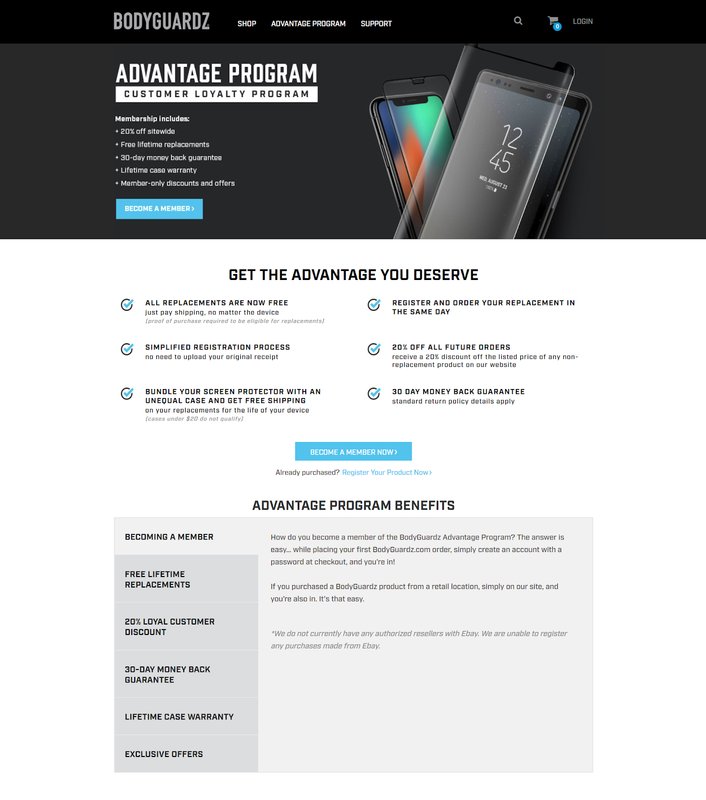 BODYGUARDZ
SHOP ADVANTAGE PROGRAM SUPPORT
0 LOGIN
ADVANTAGE PROGRAM
CUSTOMER LOYALTY PROGRAM
Membership includes:
+ 20% off sitewide
+ Free lifetime replacements
+ 30-day money back guarantee
+ Lifetime case warranty
+ Member-only discounts and offers
BECOME A MEMBER ›
12
45
WED, AUGUST 23
GET THE ADVANTAGE YOU DESERVE
ALL REPLACEMENTS ARE NOW FREE
just pay shipping, no matter the device
(proof of purchase required to be eligible for replacements)
REGISTER AND ORDER YOUR REPLACEMENT IN
THE SAME DAY
SIMPLIFIED REGISTRATION PROCESS
no need to upload your original receipt
20% OFF ALL FUTURE ORDERS
receive a 20% discount off the listed price of any non-
replacement product on our website
BUNDLE YOUR SCREEN PROTECTOR WITH AN
UNEQUAL CASE AND GET FREE SHIPPING
on your replacements for the life of your device
(cases under $20 do not qualify)
30 DAY MONEY BACK GUARANTEE
standard return policy details apply
BECOME A MEMBER NOW ›
Already purchased? Register Your Product Now ›
ADVANTAGE PROGRAM BENEFITS
BECOMING A MEMBER
FREE LIFETIME
REPLACEMENTS
20% LOYAL CUSTOMER
DISCOUNT
30-DAY MONEY BACK
GUARANTEE
LIFETIME CASE WARRANTY
EXCLUSIVE OFFERS
How do you become a member of the BodyGuardz Advantage Program? The answer is
easy... while placing your first BodyGuardz.com order, simply create an account with a
password at checkout, and you're in!
If you purchased a BodyGuardz product from a retail location, simply on our site, and
you're also in. It's that easy.
*We do not currently have any authorized resellers with Ebay. We are unable to register
any purchases made from Ebay.